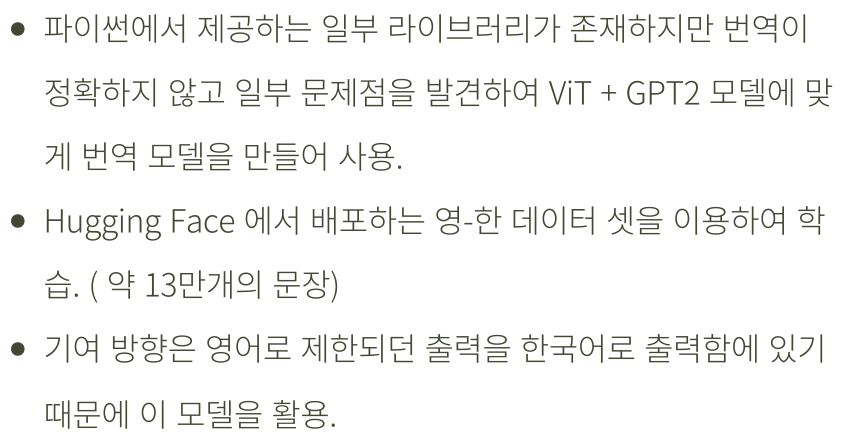 ● 파이썬에서 제공하는 일부 라이브러리가 존재하지만 번역이
정확하지 않고 일부 문제점을 발견하여 ViT + GPT2 모델에 맞
게 번역 모델을 만들어 사용.
● Hugging Face 에서 배포하는 영-한 데이터 셋을 이용하여 학
습. ( 약 13만개의 문장)
● 기여 방향은 영어로 제한되던 출력을 한국어로 출력함에 있기
때문에 이 모델을 활용.